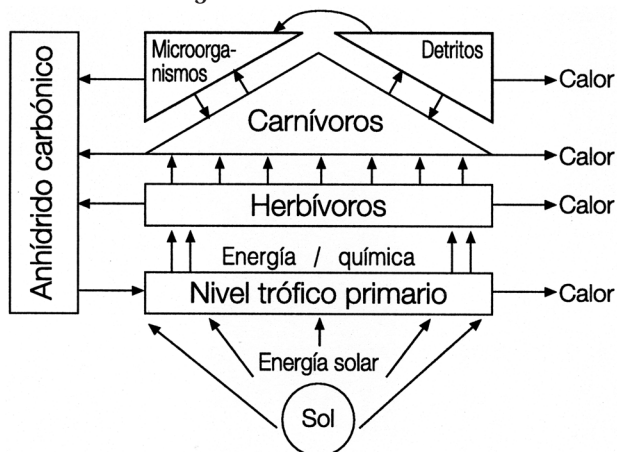 Microorga-
nismos
Detritos
Calor
Carnívoros
Calor
Anhídrido carbónico
Herbívoros
Calor
Energía / química
Nivel trófico primario
Calor
Energía solar
Sol